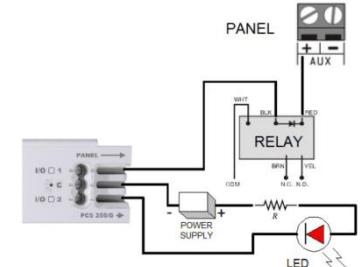 PANEL
+ -
AUX
WHT
BLK
RED
RELAY
COM
BRN
N.C.
YEL
N.O.
PANEL
I/O 1
C
I/O 2
PCS 250/G
-
+
POWER
SUPPLY
R
LED